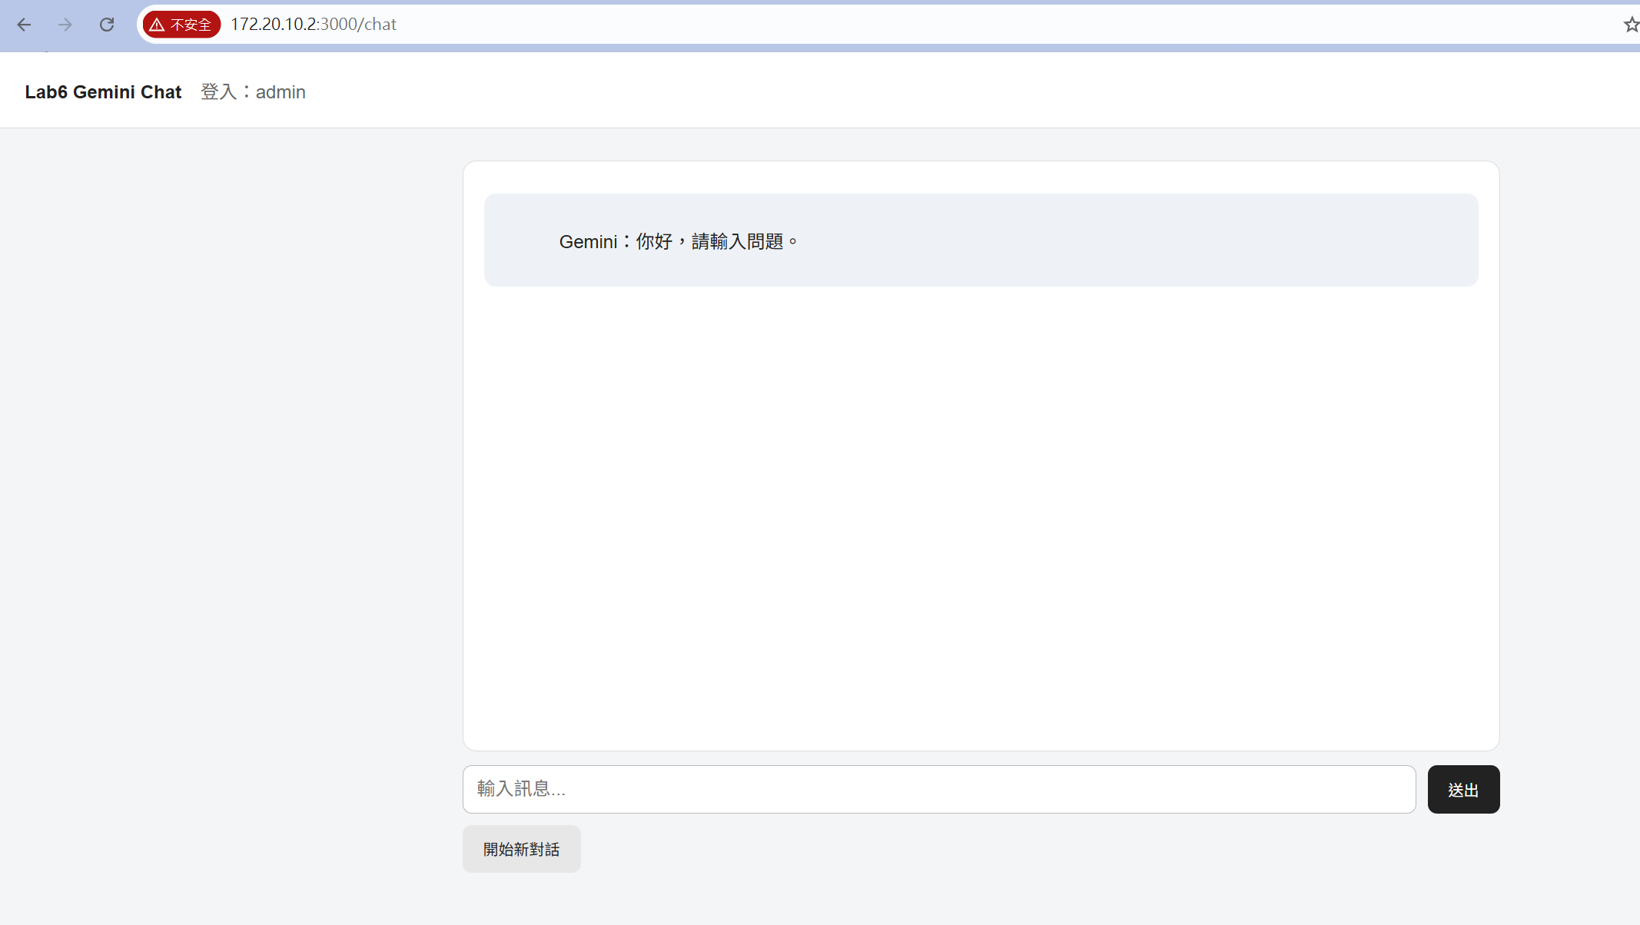 不安全 172.20.10.2:3000/chat
Lab6 Gemini Chat 登入：admin
Gemini：你好，請輸入問題。
輸入訊息... 送出
開始新對話